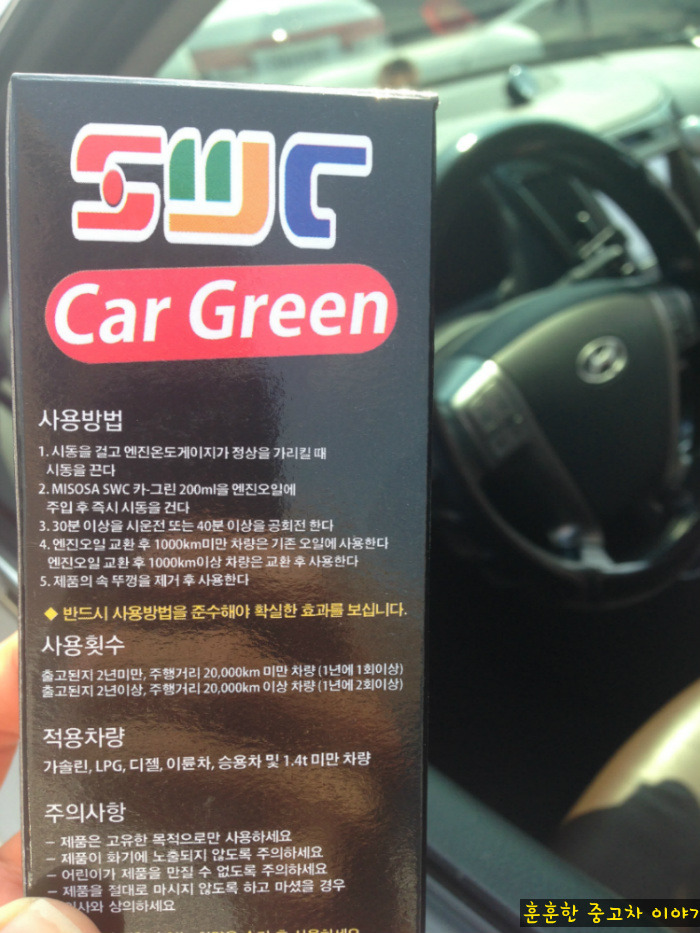 SWC
Car Green
사용방법
1. 시동을 걸고 엔진온도게이지가 정상을 가리킬 때
시동을 끈다
2. MISOSA SWC 카-그린 200ml을 엔진오일에
주입 후 즉시 시동을 건다
3. 30분 이상을 시운전 또는 40분 이상을 공회전 한다
4. 엔진오일 교환 후 1000km미만 차량은 기존 오일에 사용한다
엔진오일 교환 후 1000km이상 차량은 교환 후 사용한다
5. 제품의 속 뚜껑을 제거 후 사용한다
◆ 반드시 사용방법을 준수해야 확실한 효과를 보십니다.
사용횟수
출고된지 2년미만, 주행거리 20,000km 미만 차량 (1년에 1회이상)
출고된지 2년이상, 주행거리 20,000km 이상 차량 (1년에 2회이상)
적용차량
가솔린, LPG, 디젤, 이륜차, 승용차 및 1.4t 미만 차량
주의사항
– 제품은 고유한 목적으로만 사용하세요
– 제품이 화기에 노출되지 않도록 주의하세요
– 어린이가 제품을 만질 수 없도록 주의하세요
– 제품을 절대로 마시지 않도록 하고 마셨을 경우
의사와 상의하세요
훈훈한 중고차 이야기